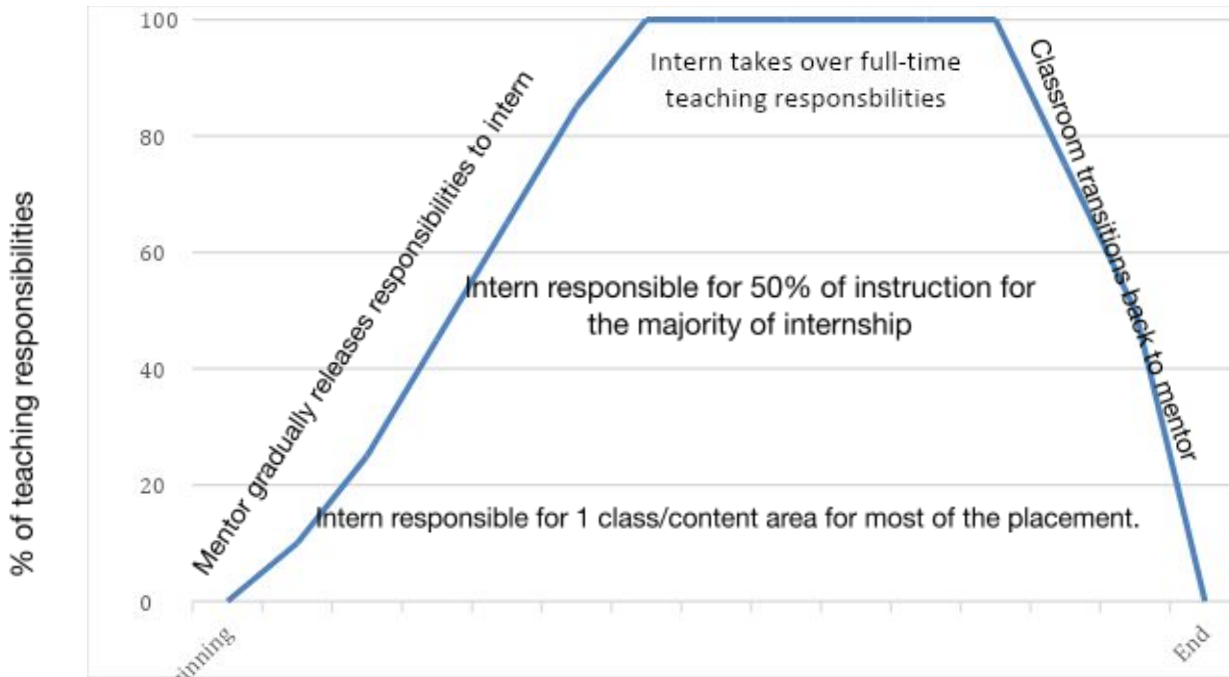 % of teaching responsibilities
100
80
60
40
20
0
Mentor gradually releases responsibilities to intern
Intern takes over full-time
teaching responsbilities
Classroom transitions back to mentor
Intern responsible for 50% of instruction for
the majority of internship
Intern responsible for 1 class/content area for most of the placement.
End